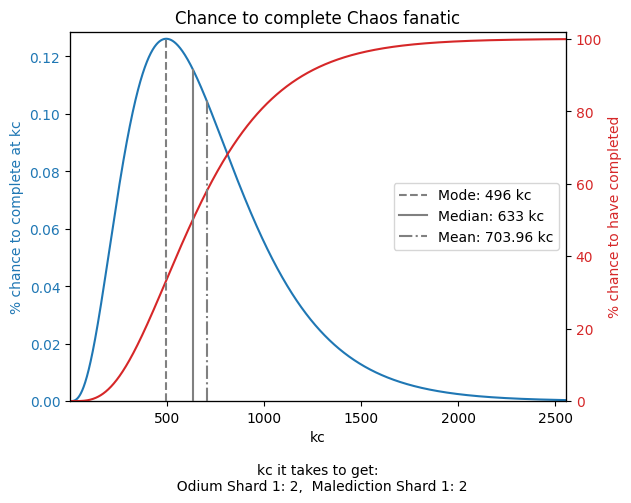 Chance to complete Chaos fanatic
% chance to complete at kc
0.12
0.10
0.08
0.06
0.04
0.02
0.00
500
1000
1500
2000
2500
kc
100
80
60
40
20
0
% chance to have completed
Mode: 496 kc
Median: 633 kc
Mean: 703.96 kc
kc it takes to get:
Odium Shard 1: 2, Malediction Shard 1: 2